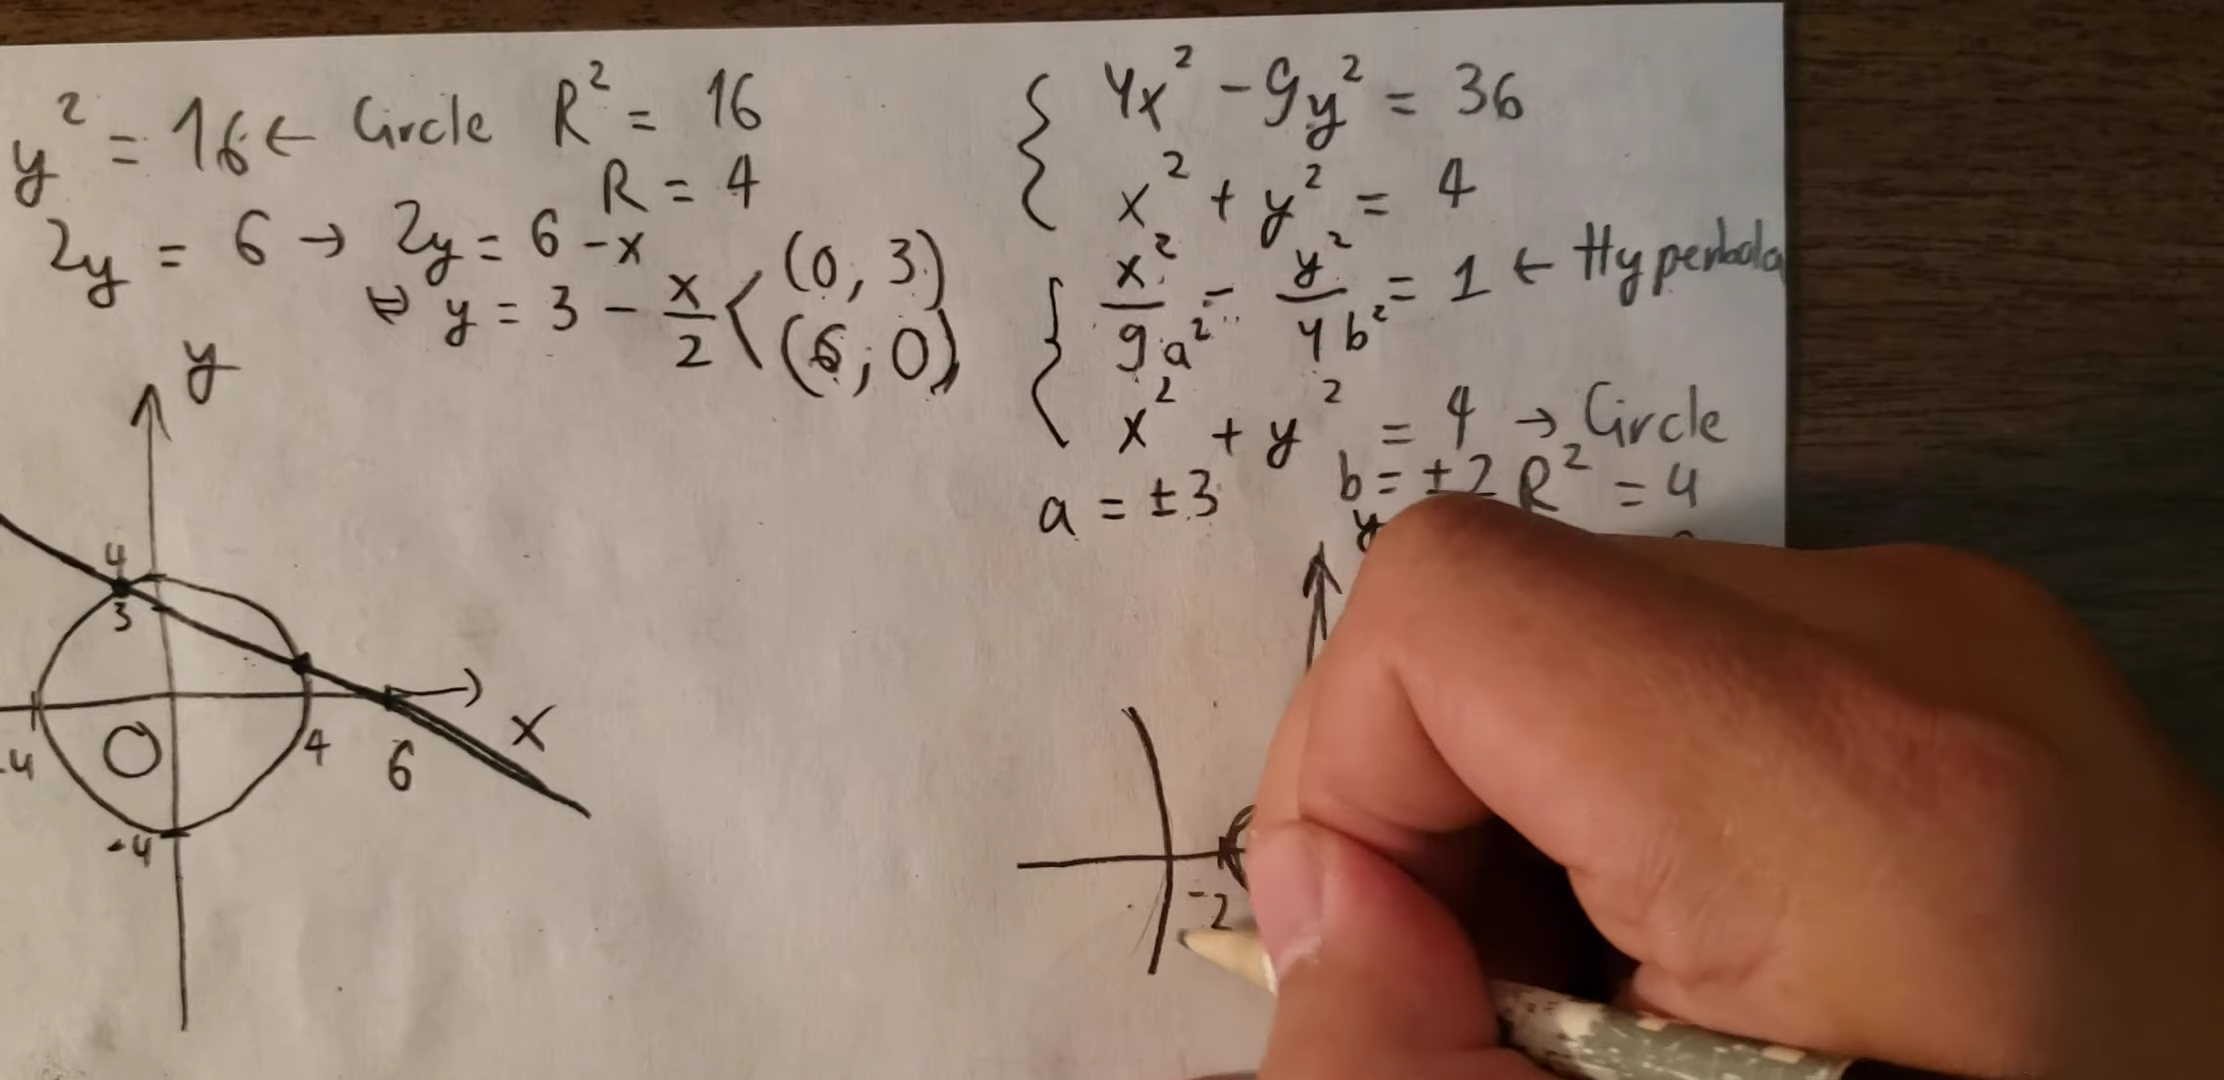 y² = 16 ← Circle R² = 16
R = 4
2y = 6 → 2y = 6 - x
⇔ y = 3 - x/2 < (0, 3)
(6, 0)
y
4
3
-4
O
4
6
x
-4
{ 4x² - 9y² = 36
x² + y² = 4
{ x²/9 a² - y²/4 b² = 1 ← Hyperbola
x² + y² = 4 → Circle
a = ±3 b = ±2 R² = 4
y
-2